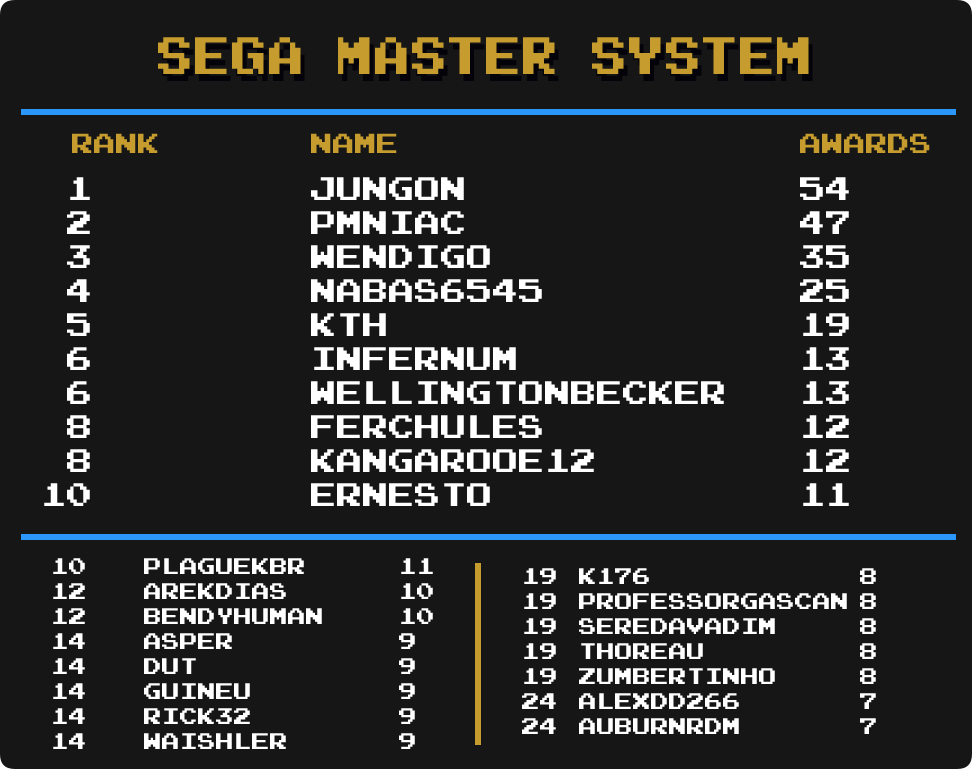 SEGA MASTER SYSTEM
RANK NAME AWARDS
1 JUNGON 54
2 PMNIAC 47
3 WENDIGO 35
4 NABAS6545 25
5 KTH 19
6 INFERNUM 13
6 WELLINGTONBECKER 13
8 FERCHULES 12
8 KANGAROOE12 12
10 ERNESTO 11
10 PLAGUEKBR 11
12 AREKDIAS 10
12 BENDYHUMAN 10
14 ASPER 9
14 DUT 9
14 GUINEU 9
14 RICK32 9
14 WAISHLER 9
19 K176 8
19 PROFESSORGASCAN 8
19 SEREDAVADIM 8
19 THOREAU 8
19 ZUMBERTINHO 8
24 ALEXDD266 7
24 AUBURNRDM 7